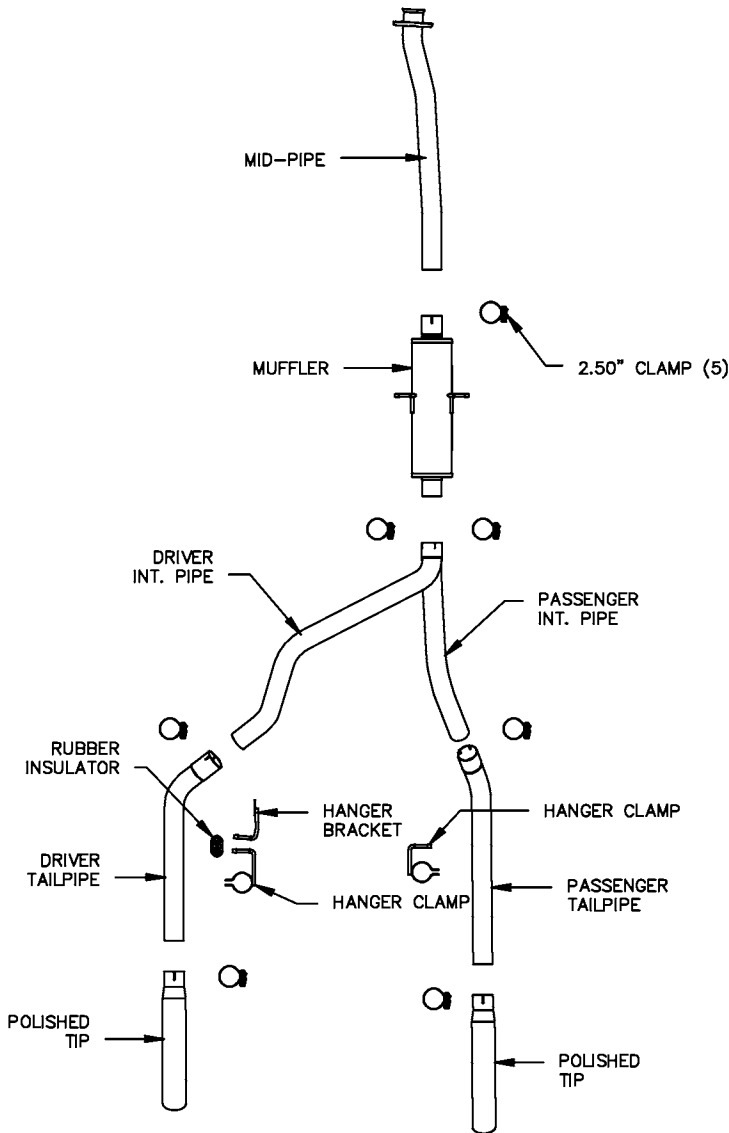 MID-PIPE
MUFFLER
2.50" CLAMP (5)
DRIVER
INT. PIPE
PASSENGER
INT. PIPE
RUBBER
INSULATOR
HANGER
BRACKET
HANGER CLAMP
DRIVER
TAILPIPE
HANGER CLAMP
PASSENGER
TAILPIPE
POLISHED
TIP
POLISHED
TIP